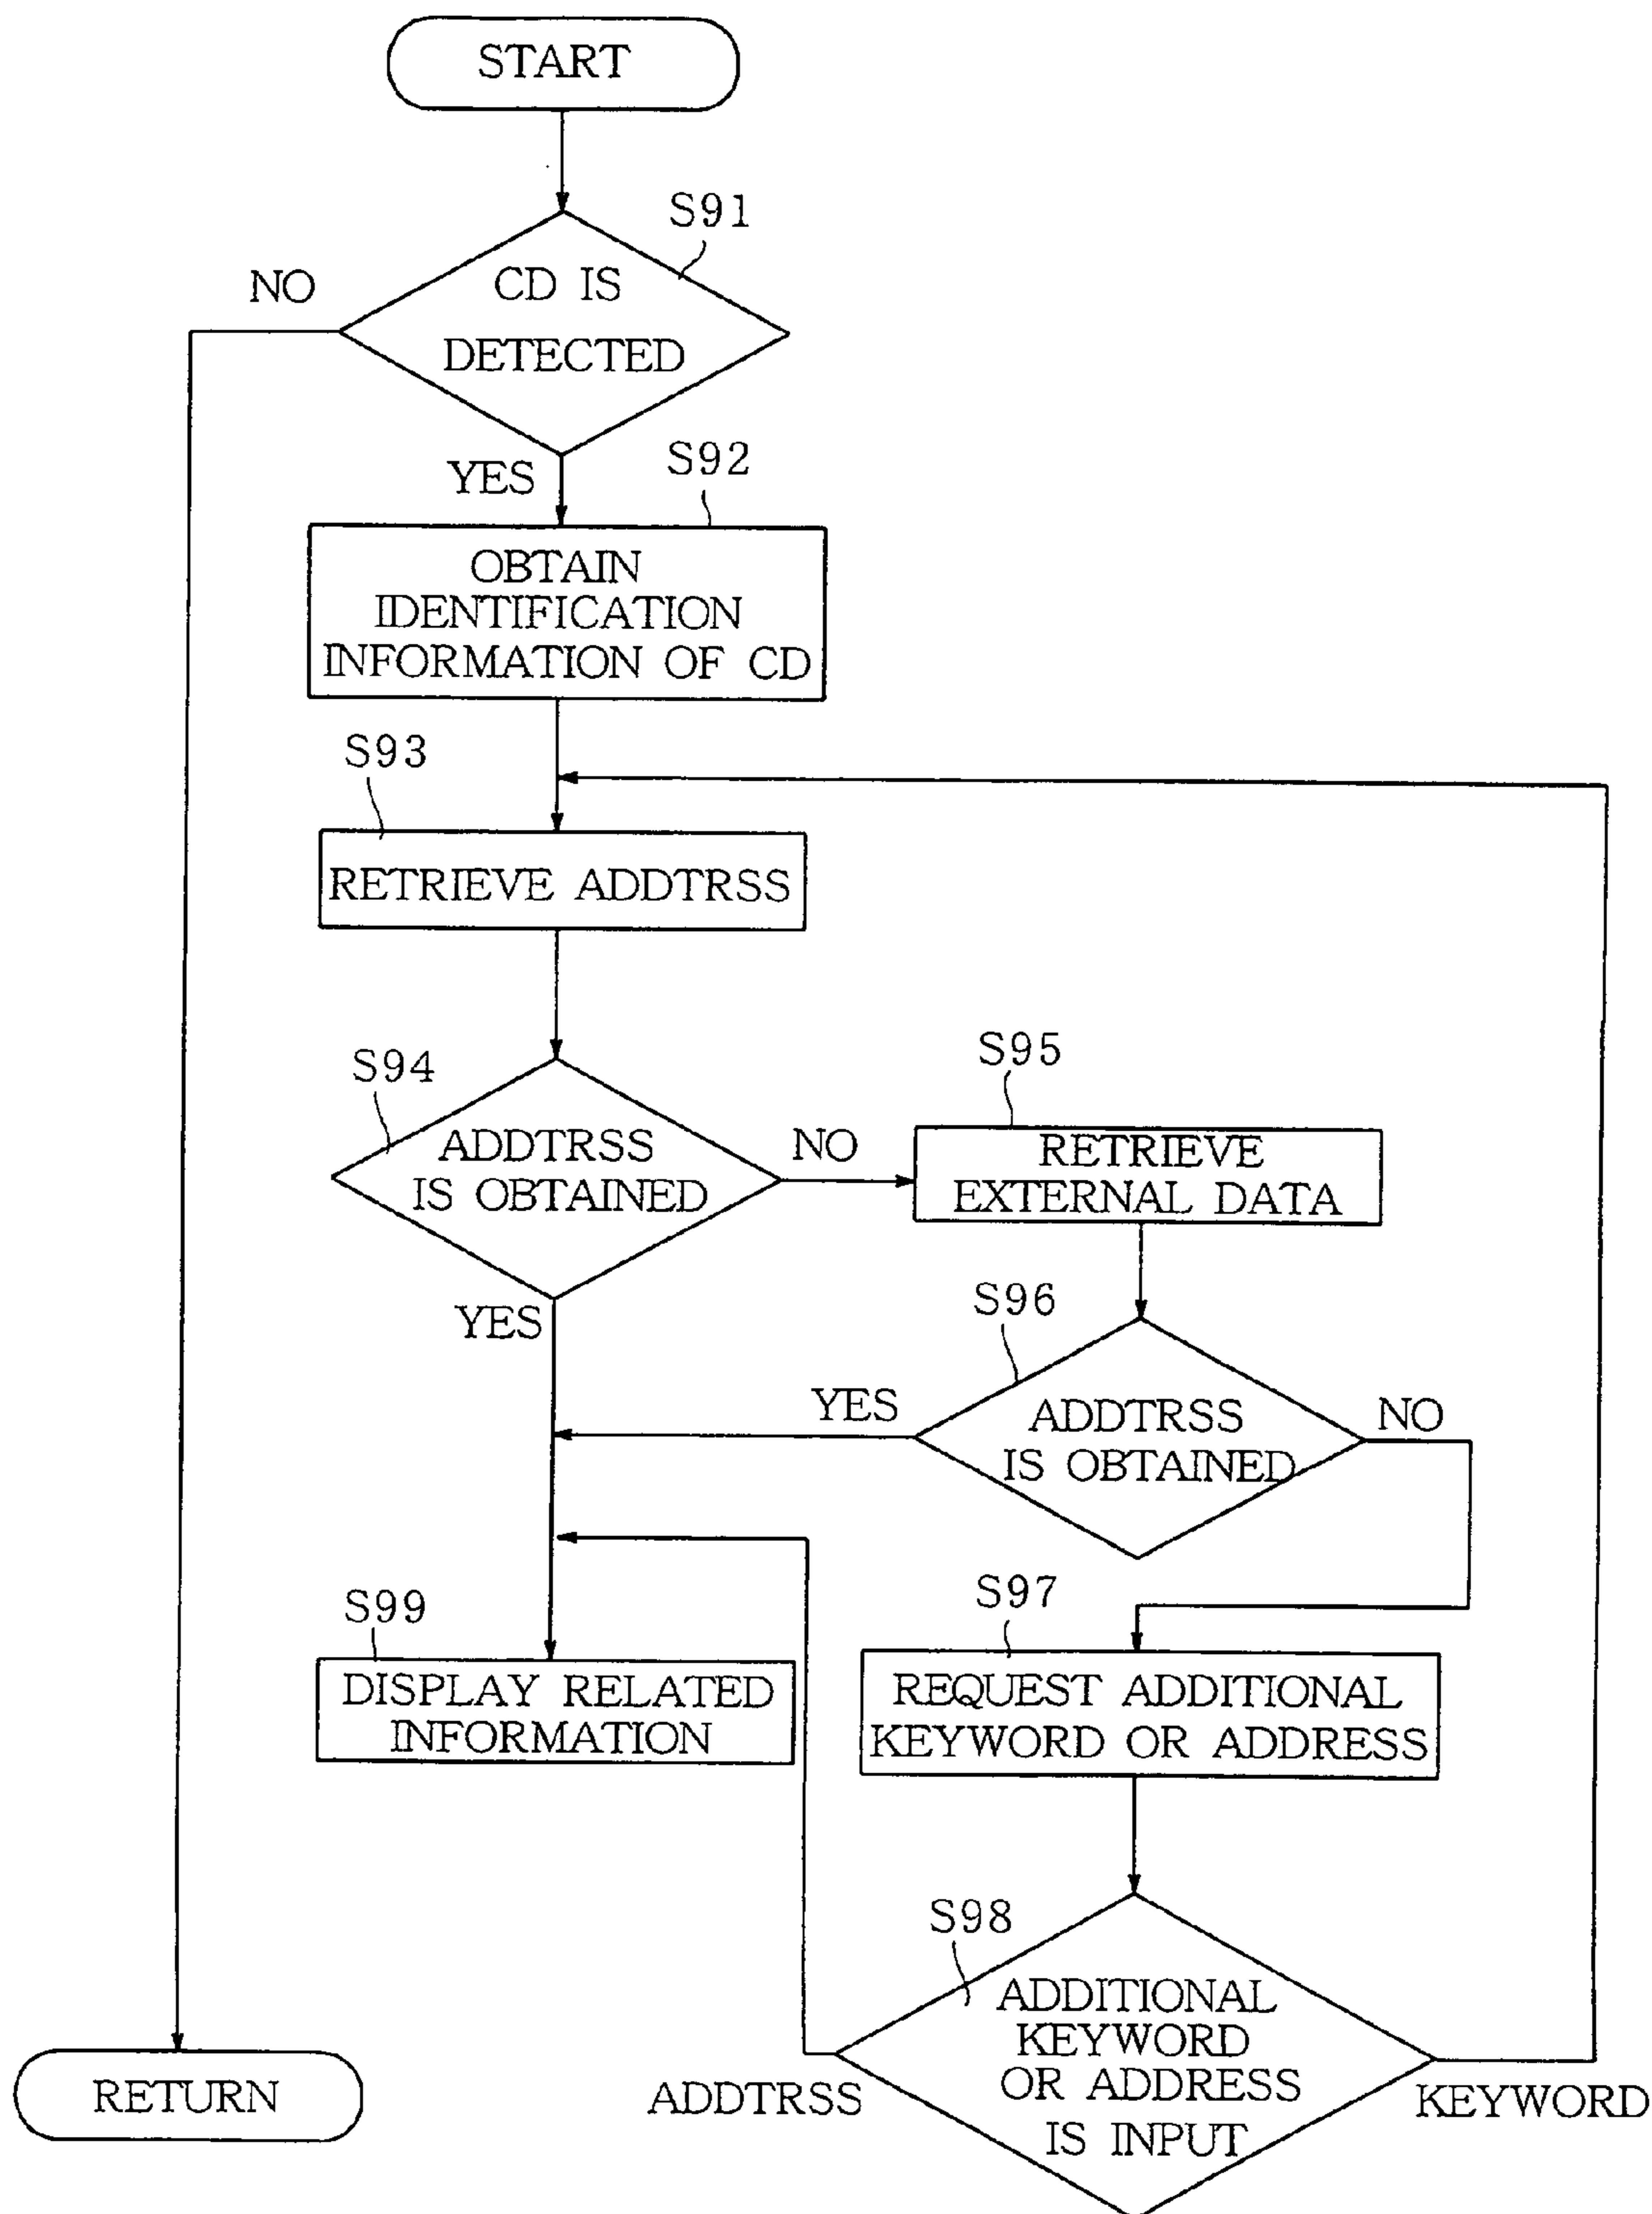 START
S91
NO
CD IS
DETECTED
YES
S92
OBTAIN
IDENTIFICATION
INFORMATION OF CD
S93
RETRIEVE ADDTRSS
S94
ADDTRSS
IS OBTAINED
NO
S95
RETRIEVE
EXTERNAL DATA
YES
S96
YES
ADDTRSS
IS OBTAINED
NO
S99
DISPLAY RELATED
INFORMATION
S97
REQUEST ADDITIONAL
KEYWORD OR ADDRESS
S98
ADDITIONAL
KEYWORD
OR ADDRESS
IS INPUT
ADDTRSS
KEYWORD
RETURN